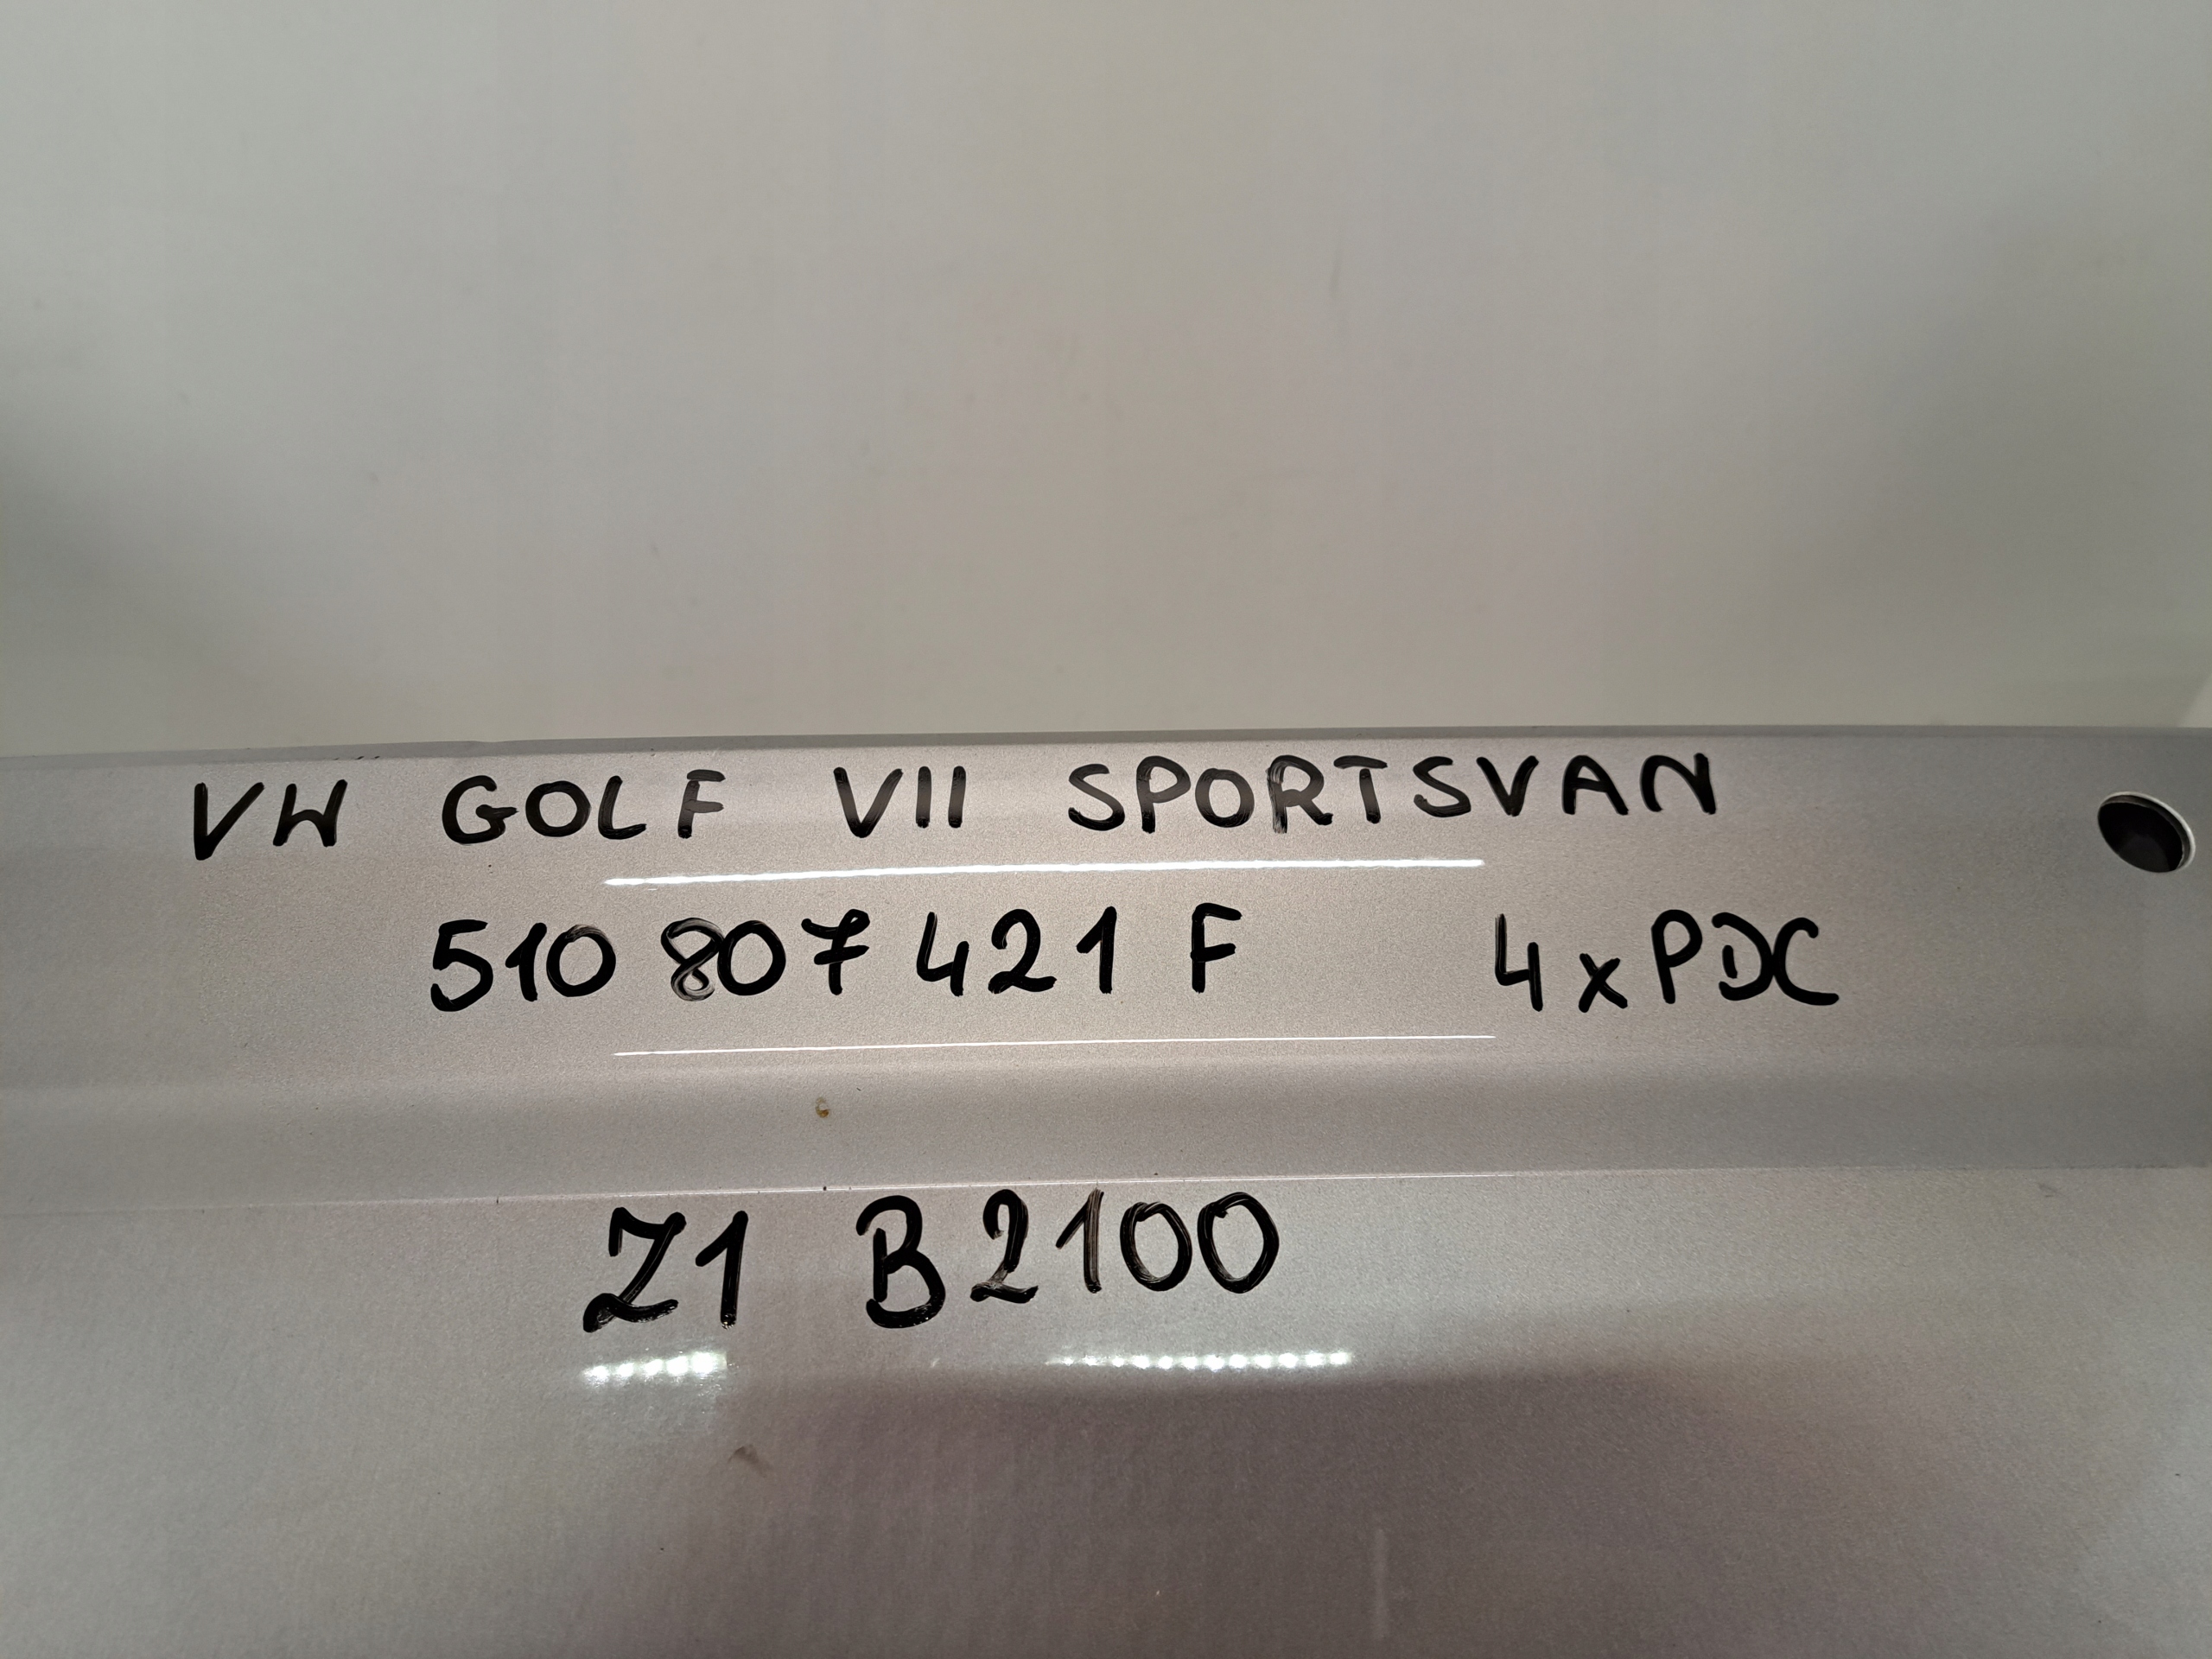 VW GOLF VII SPORTSVAN
510 807 421 F 4xPDC
Z1 B2100